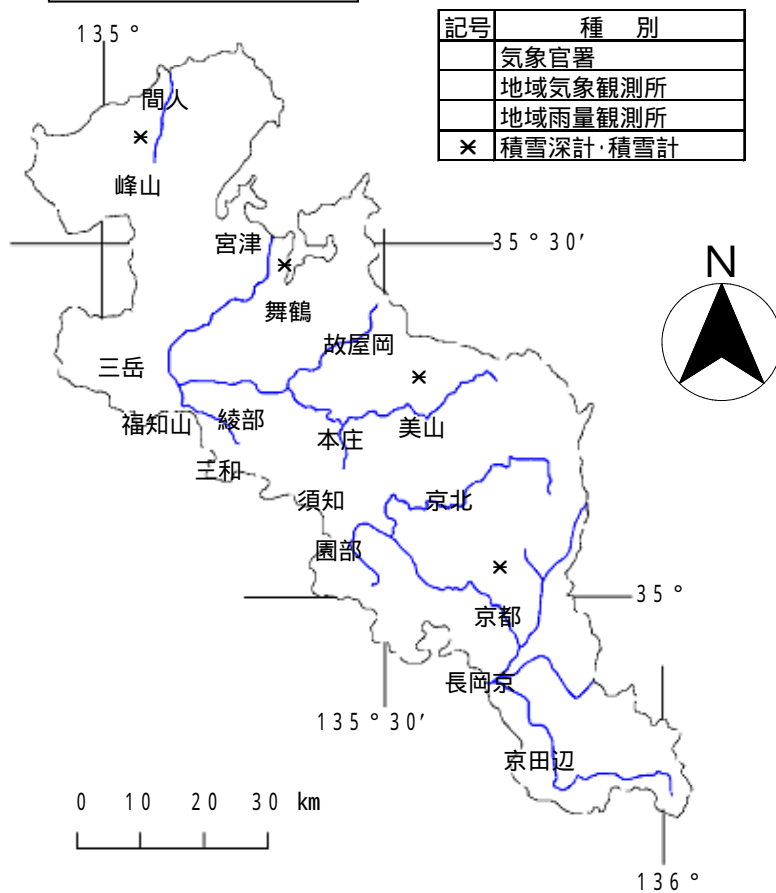 135°
記号 種 別
気象官署
地域気象観測所
地域雨量観測所
× 積雪深計・積雪計
間人
峰山
宮津
35°30′
舞鶴
N
故屋岡
三岳
福知山
綾部
本庄
美山
三和
須知
京北
園部
35°
京都
長岡京
135°30′
京田辺
0 10 20 30 km
136°